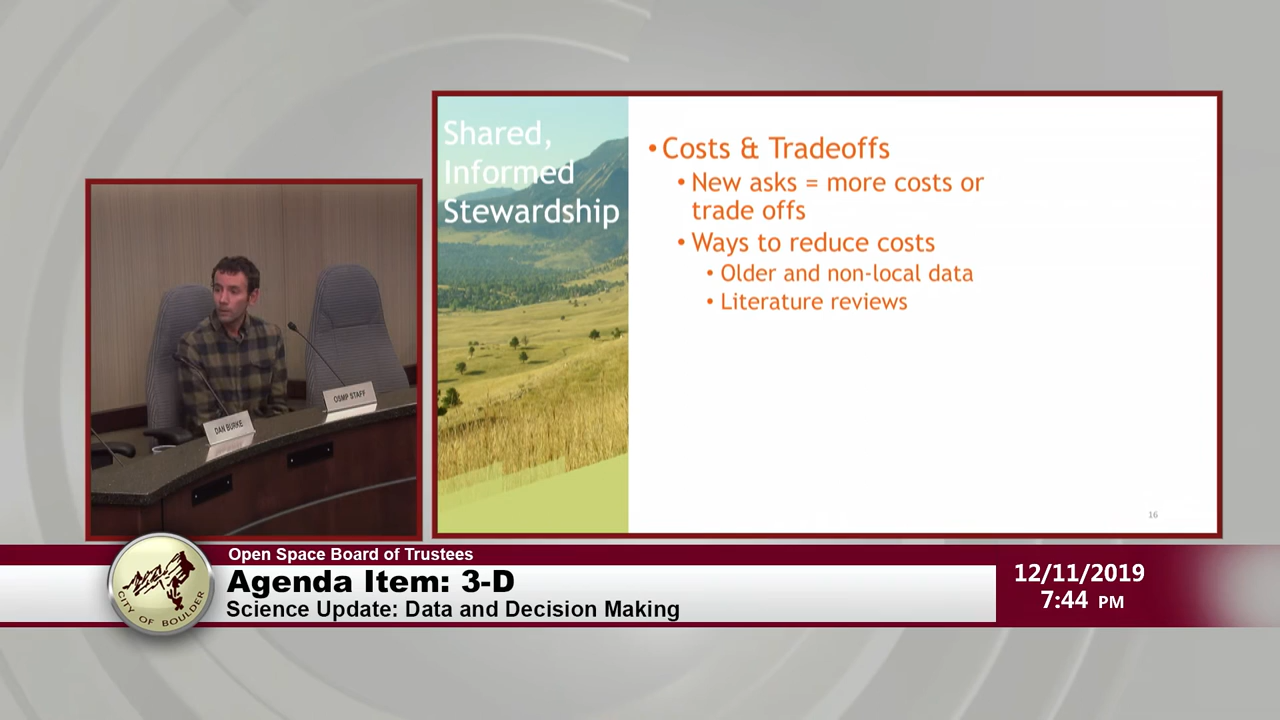 Shared,
Informed
Stewardship
• Costs & Tradeoffs
• New asks = more costs or
trade offs
• Ways to reduce costs
• Older and non-local data
• Literature reviews
16
DAN BURKE
OSMP STAFF
Open Space Board of Trustees
Agenda Item: 3-D
Science Update: Data and Decision Making
CITY OF BOULDER
12/11/2019
7:44 PM